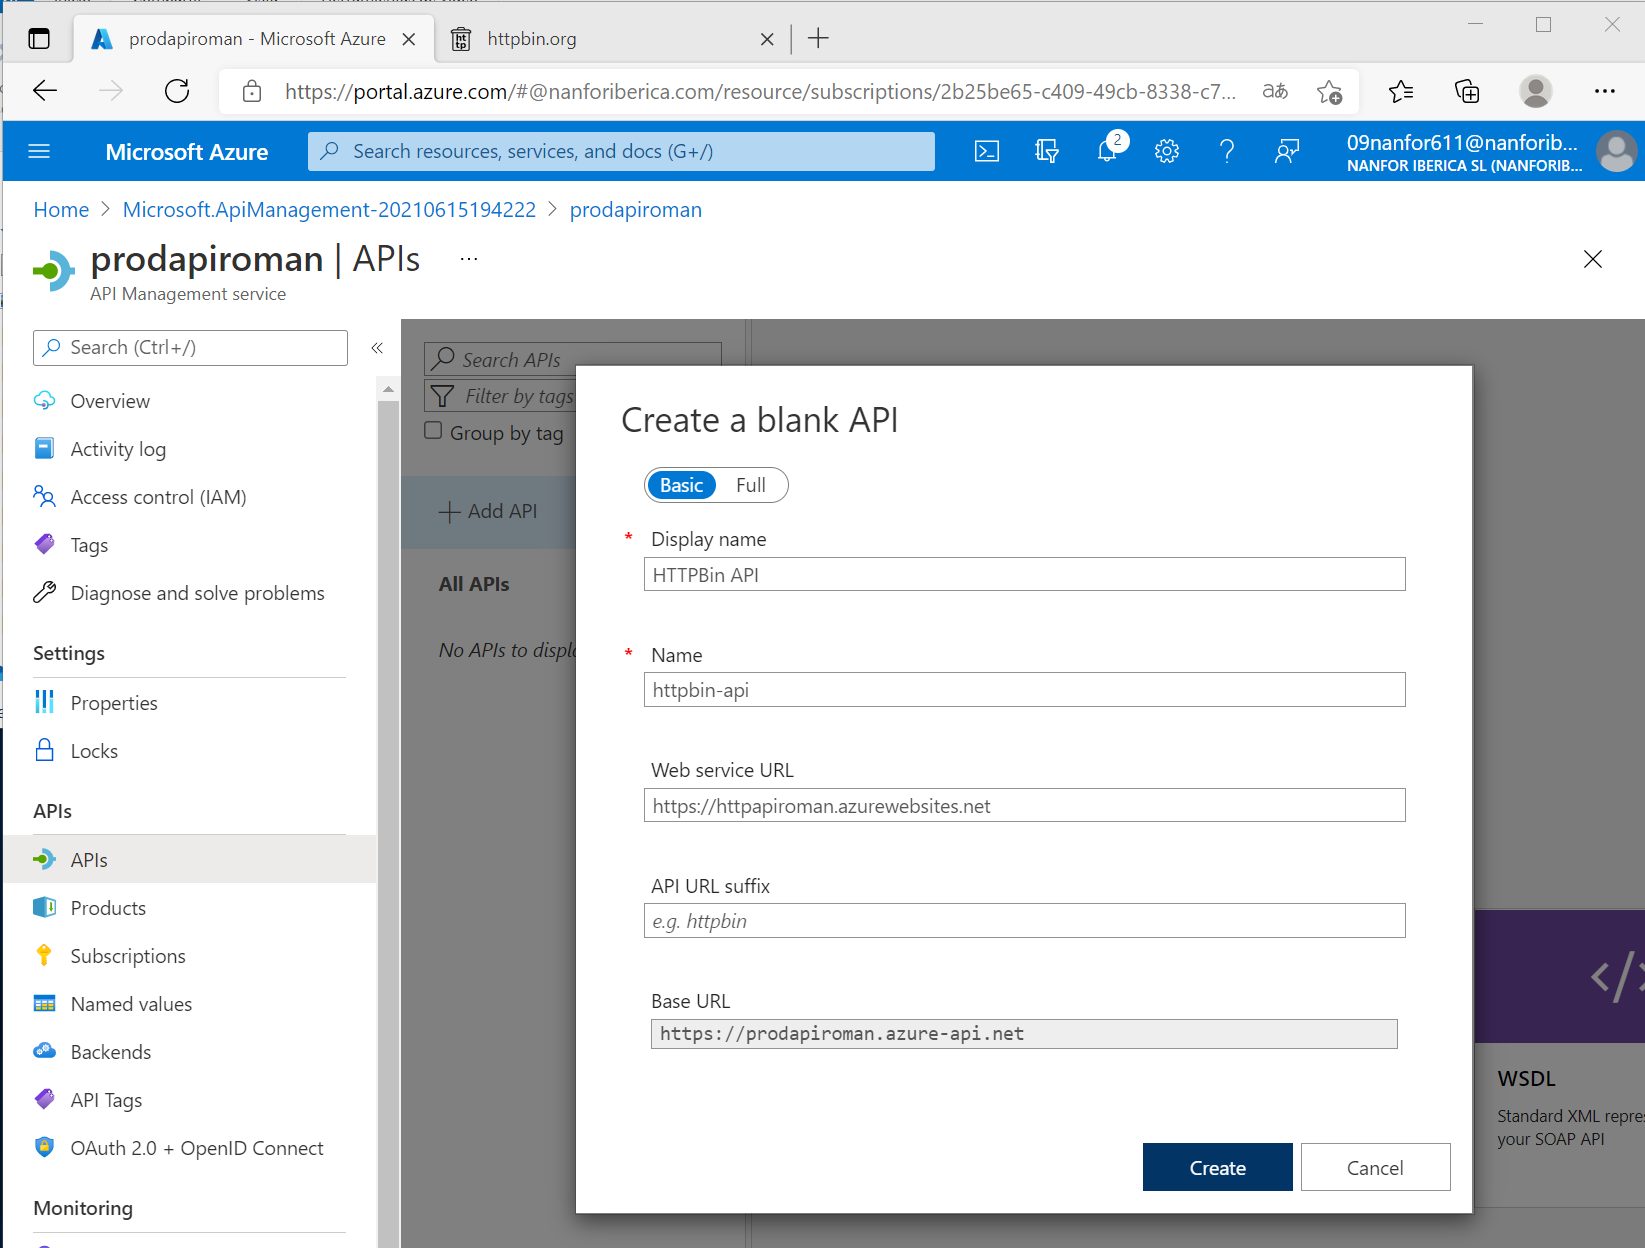 prodapiroman - Microsoft Azure
httpbin.org
https://portal.azure.com/#@nanforiberica.com/resource/subscriptions/2b25be65-c409-49cb-8338-c7...
aあ
Microsoft Azure
Search resources, services, and docs (G+/)
2
09nanfor611@nanforib...
NANFOR IBERICA SL (NANFORIB...
Home > Microsoft.ApiManagement-20210615194222 > prodapiroman
prodapiroman | APIs ...
API Management service
Search (Ctrl+/)
«
Overview
Activity log
Access control (IAM)
Tags
Diagnose and solve problems
Settings
Properties
Locks
APIs
APIs
Products
Subscriptions
Named values
Backends
API Tags
OAuth 2.0 + OpenID Connect
Monitoring
Search APIs
Filter by tags
Group by tag
+ Add API
All APIs
No APIs to displ
Create a blank API
Basic Full
* Display name
HTTPBin API
* Name
httpbin-api
Web service URL
https://httpapiroman.azurewebsites.net
API URL suffix
e.g. httpbin
Base URL
https://prodapiroman.azure-api.net
Create Cancel
WSDL
Standard XML repre
your SOAP API